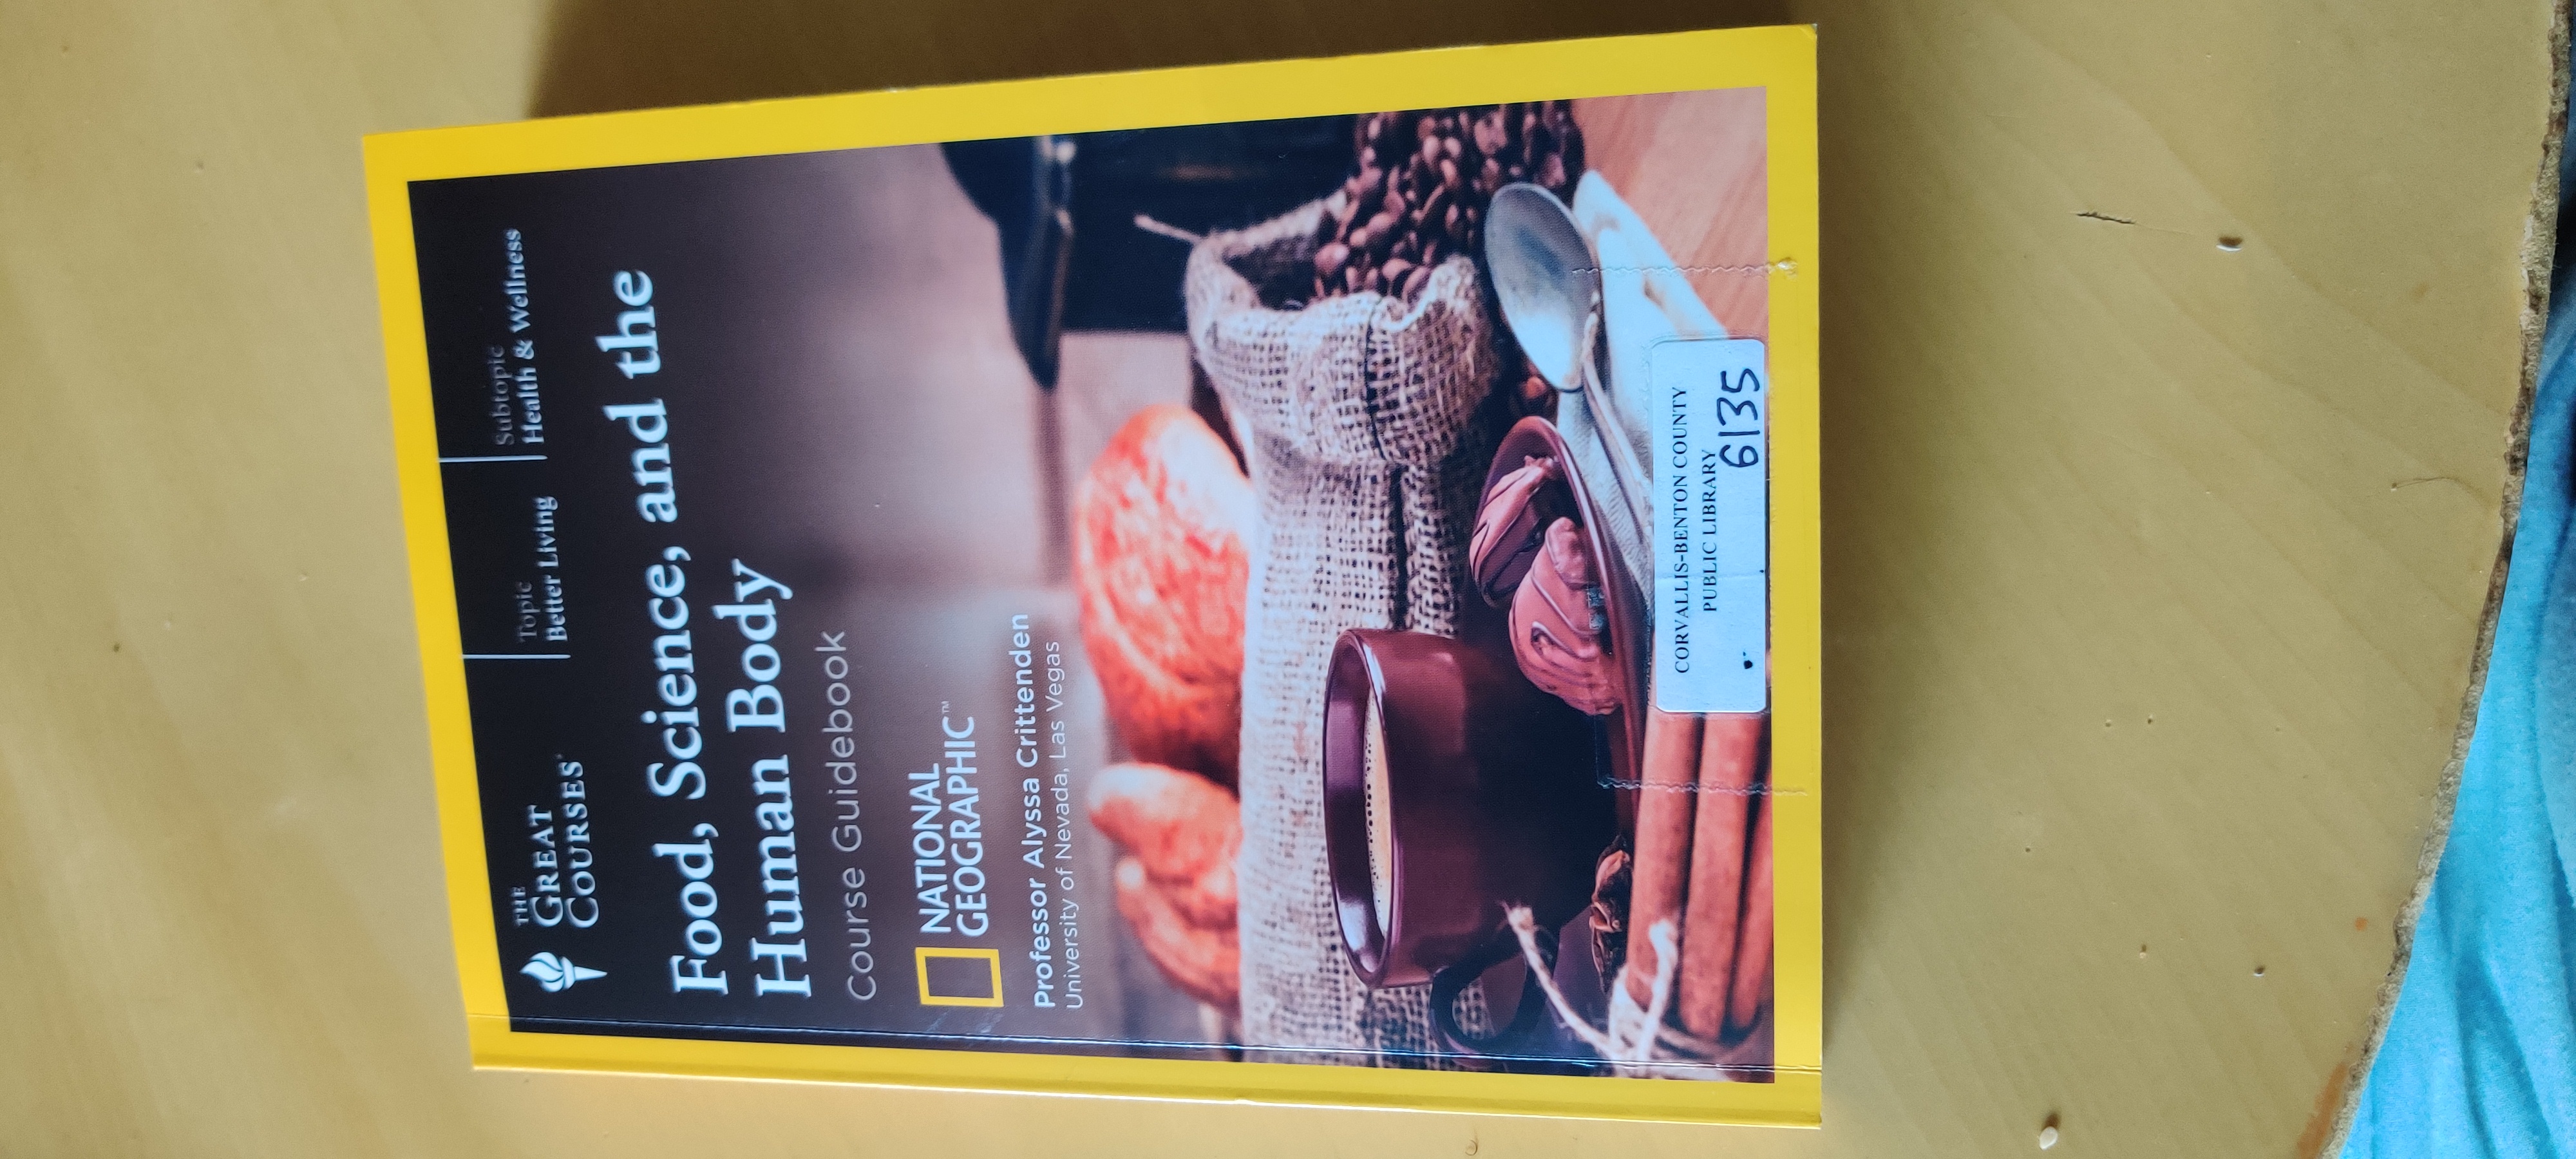 THE
GREAT
COURSES®
Topic
Better Living
Subtopic
Health & Wellness
Food, Science, and the
Human Body
Course Guidebook
NATIONAL
GEOGRAPHIC™
Professor Alyssa Crittenden
University of Nevada, Las Vegas
CORVALLIS-BENTON COUNTY
PUBLIC LIBRARY
6135